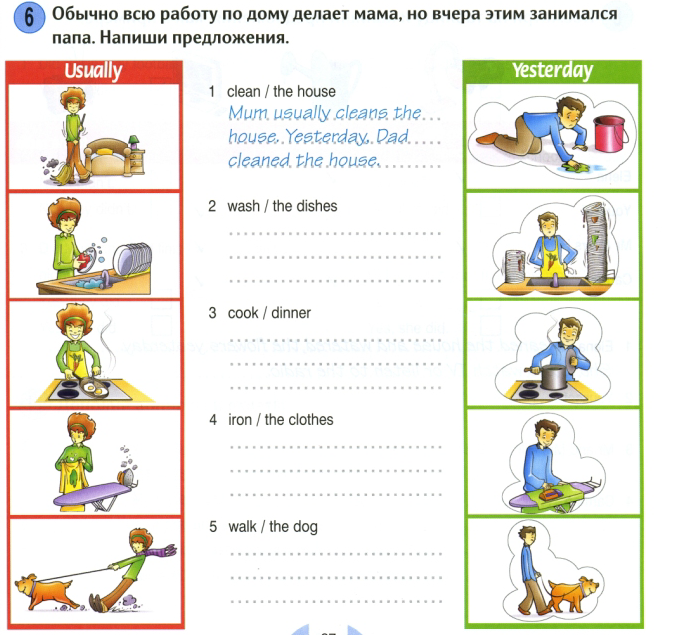 6 Обычно всю работу по дому делает мама, но вчера этим занимался
папа. Напиши предложения.
Usually
Yesterday
1 clean / the house
Mum usually cleans the
house. Yesterday, Dad
cleaned the house.
2 wash / the dishes
3 cook / dinner
4 iron / the clothes
5 walk / the dog